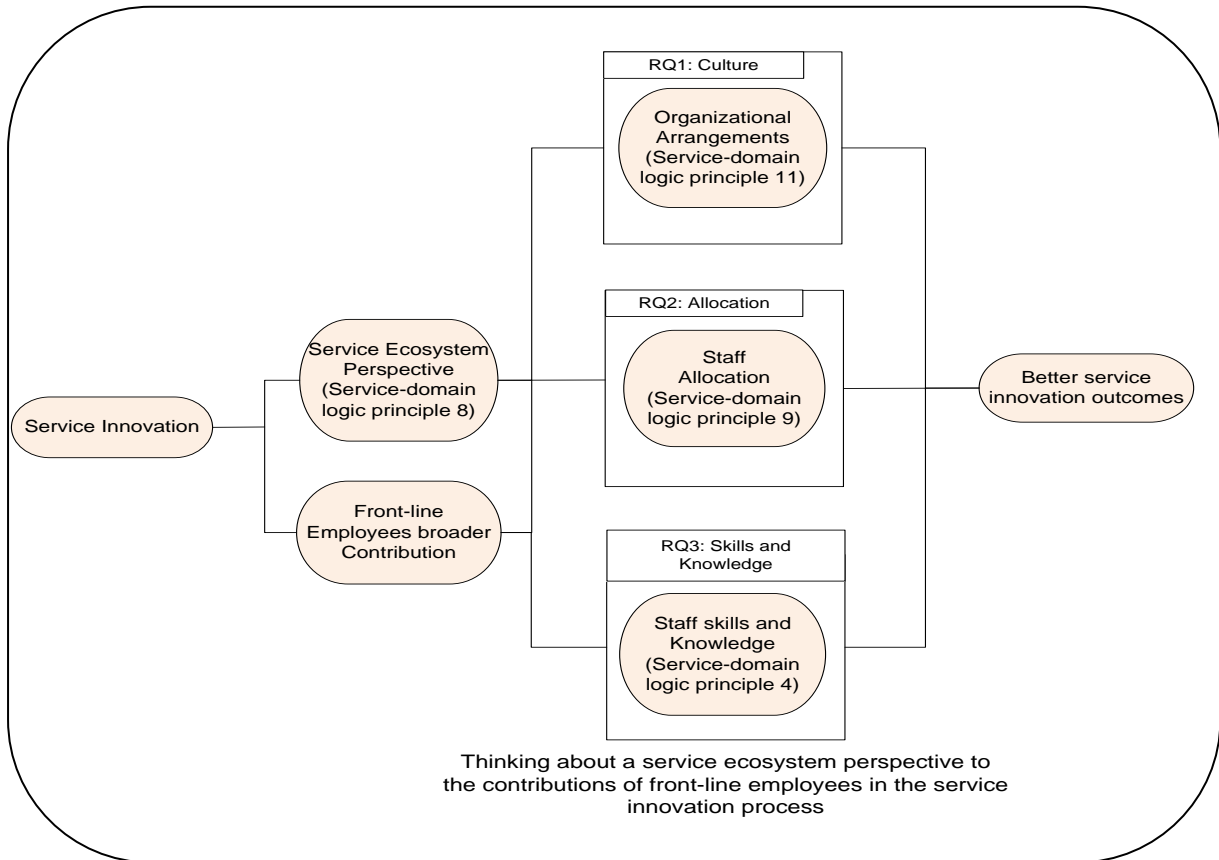 RQ1: Culture
Organizational
Arrangements
(Service-domain
logic principle 11)
RQ2: Allocation
Staff
Allocation
(Service-domain
logic principle 9)
Service Ecosystem
Perspective
(Service-domain
logic principle 8)
Service Innovation
Front-line
Employees broader
Contribution
Better service
innovation outcomes
RQ3: Skills and
Knowledge
Staff skills and
Knowledge
(Service-domain
logic principle 4)
Thinking about a service ecosystem perspective to
the contributions of front-line employees in the service
innovation process